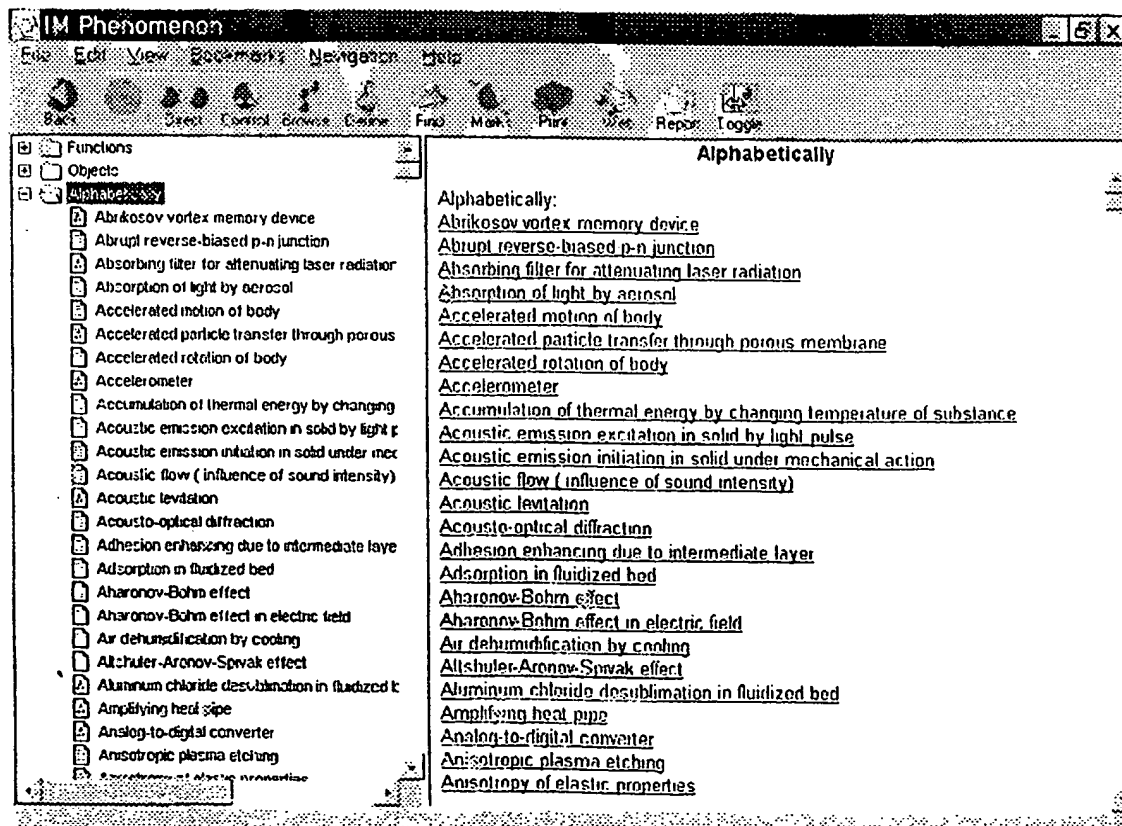 IM Phenomenon
File Edit View Bookmarks Navigation Help
Back Direct Control Browse Define Find Mark Print Report Toggle
Functions
Objects
Alphabetically
Abrikosov vortex memory device
Abrupt reverse-biased p-n junction
Absorbing filter for attenuating laser radiation
Absorption of light by aerosol
Accelerated motion of body
Accelerated particle transfer through porous
Accelerated rotation of body
Accelerometer
Accumulation of thermal energy by changing
Acoustic emission excitation in solid by light p
Acoustic emission initiation in solid under mec
Acoustic flow ( influence of sound intensity)
Acoustic levitation
Acousto-optical diffraction
Adhesion enhancing due to intermediate laye
Adsorption in fluidized bed
Aharonov-Bohm effect
Aharonov-Bohm effect in electric field
Air dehumidification by cooling
Altshuler-Aronov-Spivak effect
Aluminum chloride desublimation in fluidized b
Amplifying heat pipe
Analog-to-digital converter
Anisotropic plasma etching
Anisotropy of elastic properties
Alphabetically
Alphabetically:
Abrikosov vortex memory device
Abrupt reverse-biased p-n junction
Absorbing filter for attenuating laser radiation
Absorption of light by aerosol
Accelerated motion of body
Accelerated particle transfer through porous membrane
Accelerated rotation of body
Accelerometer
Accumulation of thermal energy by changing temperature of substance
Acoustic emission excitation in solid by light pulse
Acoustic emission initiation in solid under mechanical action
Acoustic flow ( influence of sound intensity)
Acoustic levitation
Acousto-optical diffraction
Adhesion enhancing due to intermediate layer
Adsorption in fluidized bed
Aharonov-Bohm effect
Aharonov-Bohm effect in electric field
Air dehumidification by cooling
Altshuler-Aronov-Spivak effect
Aluminum chloride desublimation in fluidized bed
Amplifying heat pipe
Analog-to-digital converter
Anisotropic plasma etching
Anisotropy of elastic properties